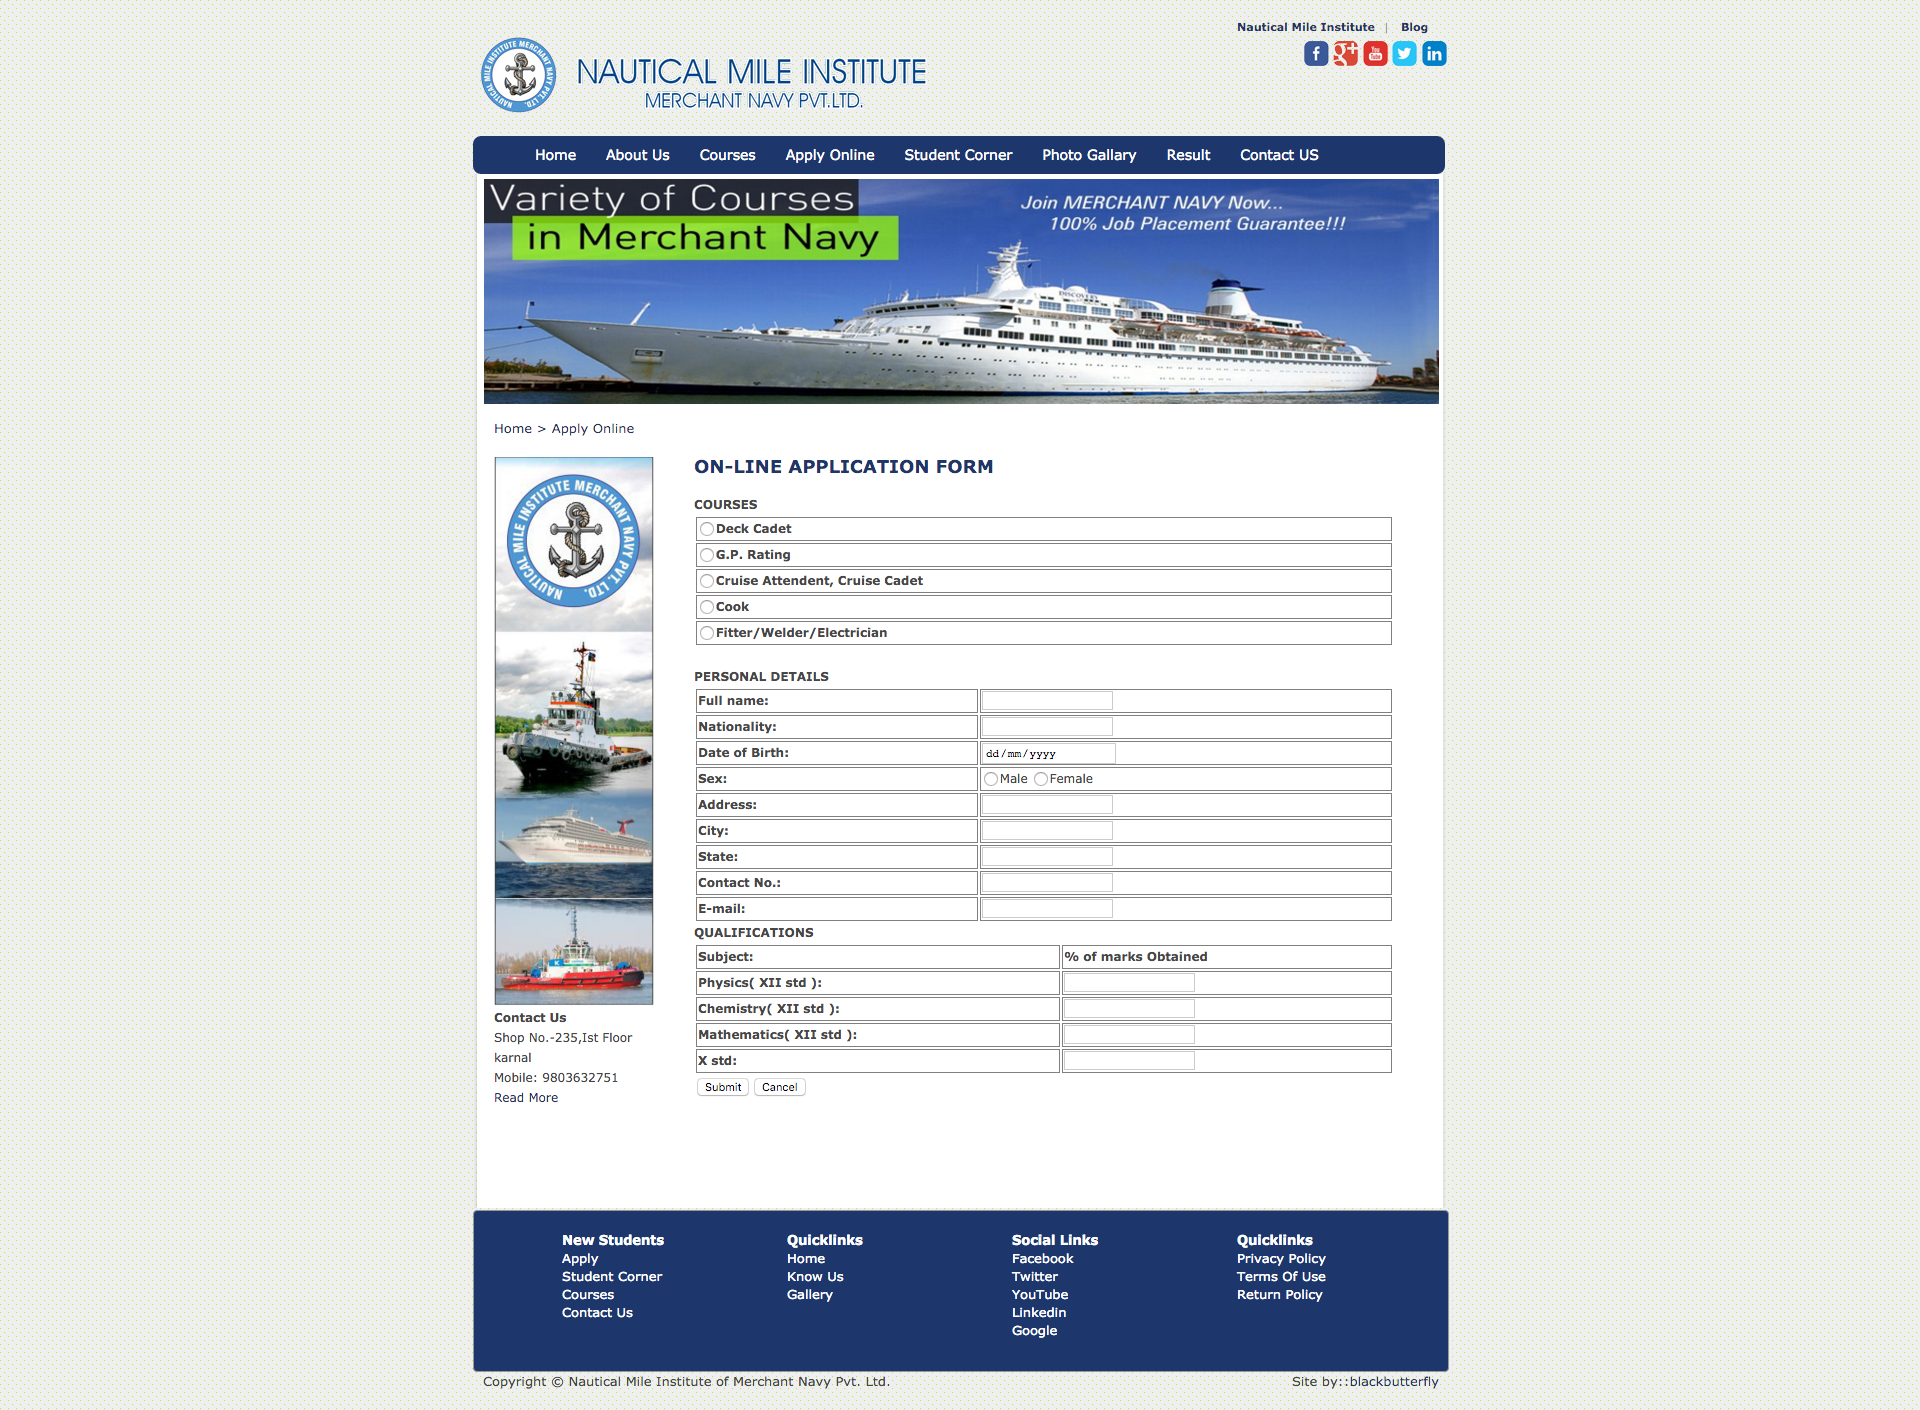 Nautical Mile Institute | Blog
NAUTICAL MILE INSTITUTE MERCHANT NAVY PVT. LTD.
NAUTICAL MILE INSTITUTE
MERCHANT NAVY PVT.LTD.
Home About Us Courses Apply Online Student Corner Photo Gallary Result Contact US
Variety of Courses
in Merchant Navy
Join MERCHANT NAVY Now...
100% Job Placement Guarantee!!!
DISCOVERY
Home > Apply Online
NAUTICAL MILE INSTITUTE MERCHANT NAVY PVT. LTD.
Contact Us
Shop No.-235,Ist Floor
karnal
Mobile: 9803632751
Read More
ON-LINE APPLICATION FORM
COURSES
Deck Cadet
G.P. Rating
Cruise Attendent, Cruise Cadet
Cook
Fitter/Welder/Electrician
PERSONAL DETAILS
Full name:
Nationality:
Date of Birth: dd/mm/yyyy
Sex: Male Female
Address:
City:
State:
Contact No.:
E-mail:
QUALIFICATIONS
Subject: % of marks Obtained
Physics( XII std ):
Chemistry( XII std ):
Mathematics( XII std ):
X std:
Submit Cancel
New Students
Apply
Student Corner
Courses
Contact Us
Quicklinks
Home
Know Us
Gallery
Social Links
Facebook
Twitter
YouTube
Linkedin
Google
Quicklinks
Privacy Policy
Terms Of Use
Return Policy
Copyright © Nautical Mile Institute of Merchant Navy Pvt. Ltd.
Site by::blackbutterfly